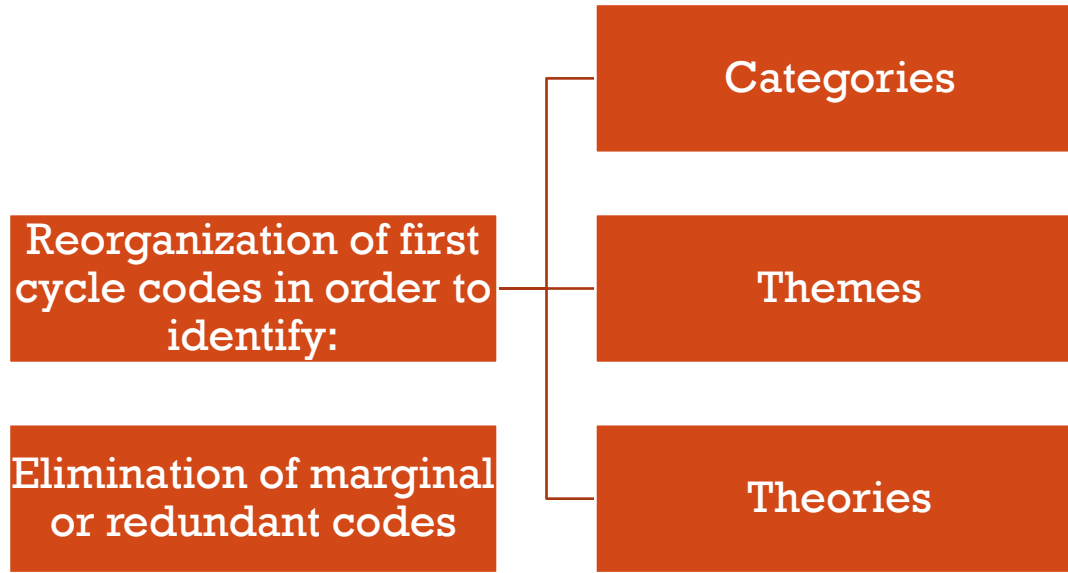 Reorganization of first
cycle codes in order to
identify:
Categories
Themes
Theories
Elimination of marginal
or redundant codes